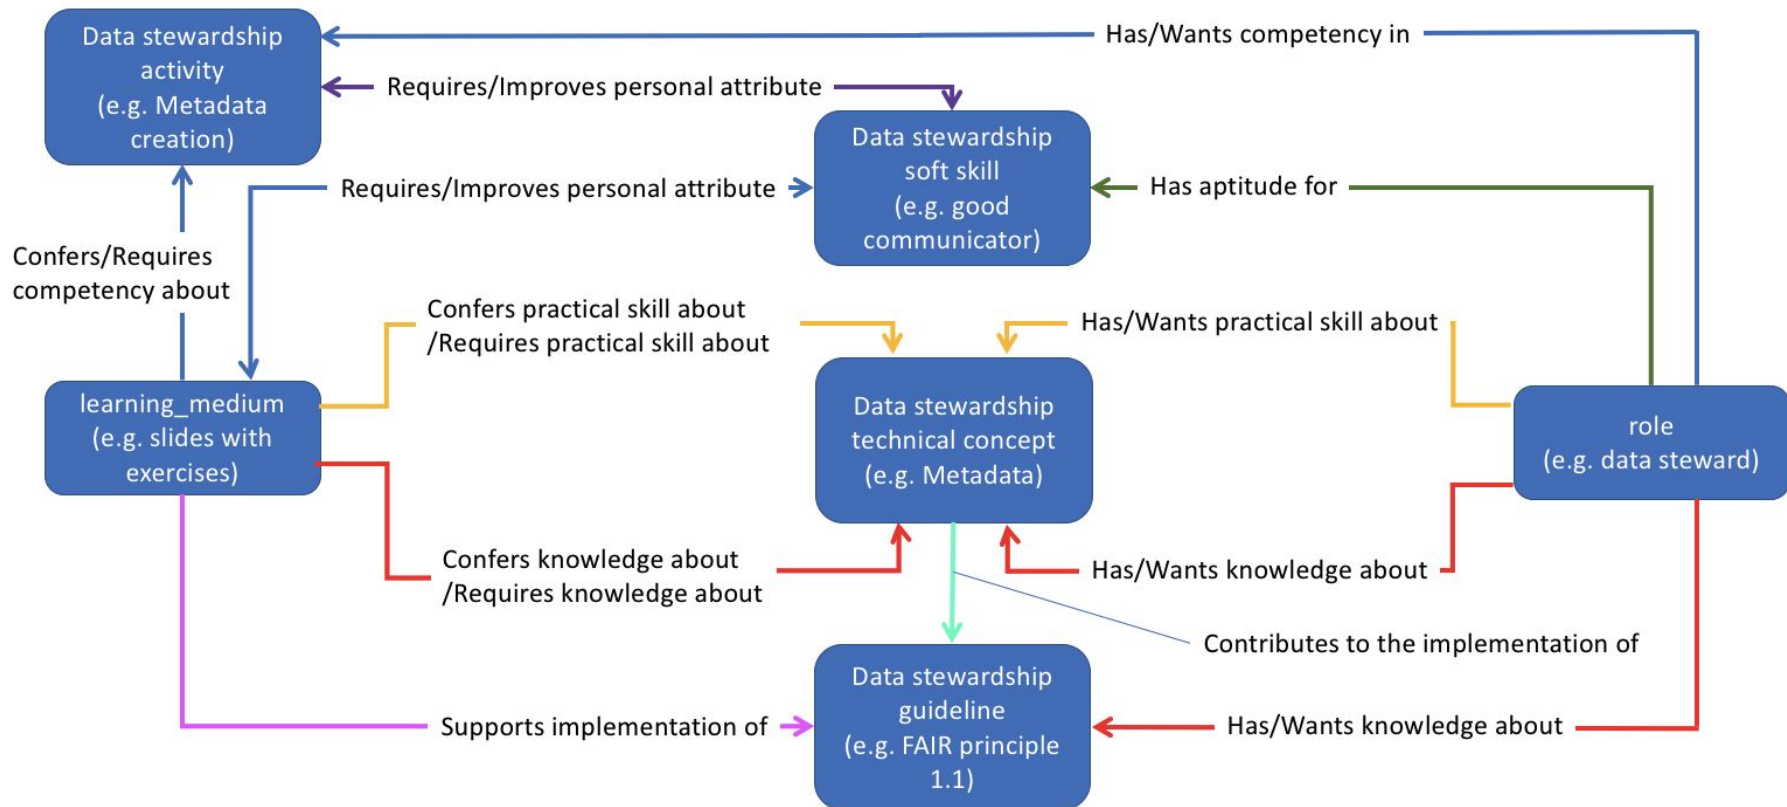 Data stewardship
activity
(e.g. Metadata
creation)
Has/Wants competency in
Requires/Improves personal attribute
Data stewardship
soft skill
(e.g. good
communicator)
Requires/Improves personal attribute
Has aptitude for
Confers/Requires
competency about
Confers practical skill about
/Requires practical skill about
Has/Wants practical skill about
learning_medium
(e.g. slides with
exercises)
Data stewardship
technical concept
(e.g. Metadata)
role
(e.g. data steward)
Confers knowledge about
/Requires knowledge about
Has/Wants knowledge about
Contributes to the implementation of
Data stewardship
guideline
(e.g. FAIR principle
1.1)
Supports implementation of
Has/Wants knowledge about